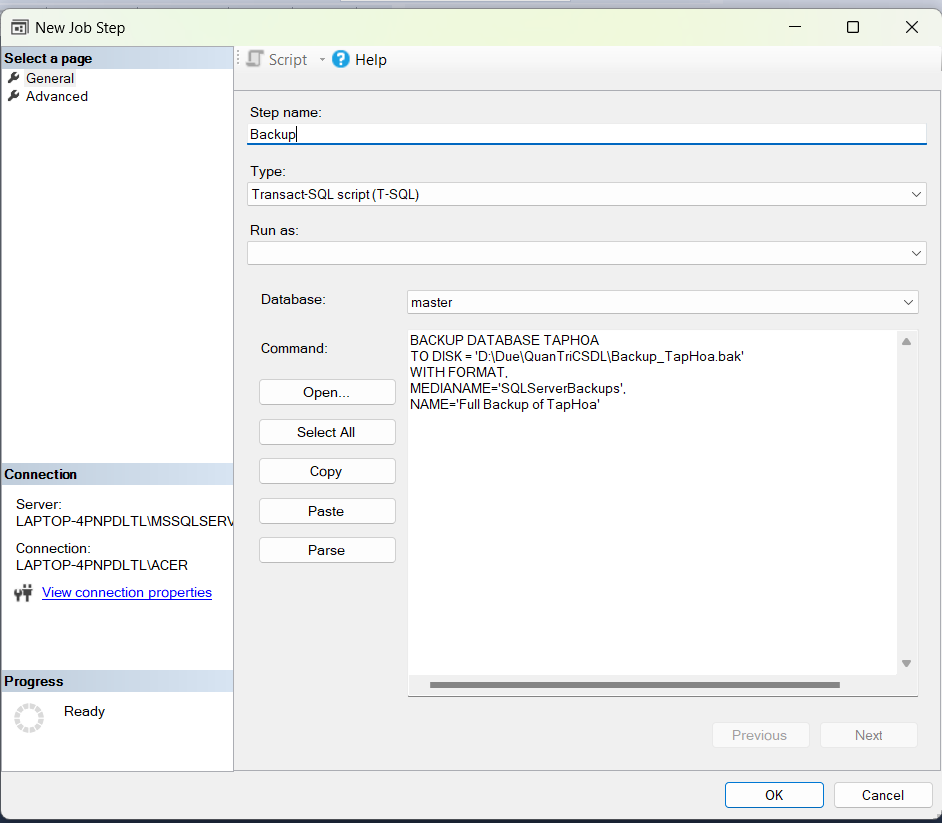 New Job Step
Select a page
General
Advanced
Script
Help
Step name:
Backup
Type:
Transact-SQL script (T-SQL)
Run as:
Database:
master
Command:
BACKUP DATABASE TAPHOA
TO DISK = 'D:\Due\QuanTriCSDL\Backup_TapHoa.bak'
WITH FORMAT,
MEDIANAME='SQLServerBackups',
NAME='Full Backup of TapHoa'
Open...
Select All
Copy
Paste
Parse
Connection
Server:
LAPTOP-4PNPDLTL\MSSQLSERV
Connection:
LAPTOP-4PNPDLTL\ACER
View connection properties
Progress
Ready
Previous
Next
OK
Cancel